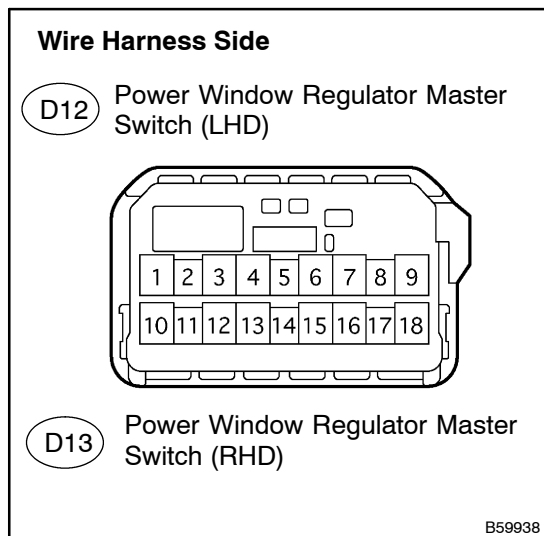 Wire Harness Side
D12 Power Window Regulator Master
Switch (LHD)
1 2 3 4 5 6 7 8 9
10 11 12 13 14 15 16 17 18
D13 Power Window Regulator Master
Switch (RHD)
B59938